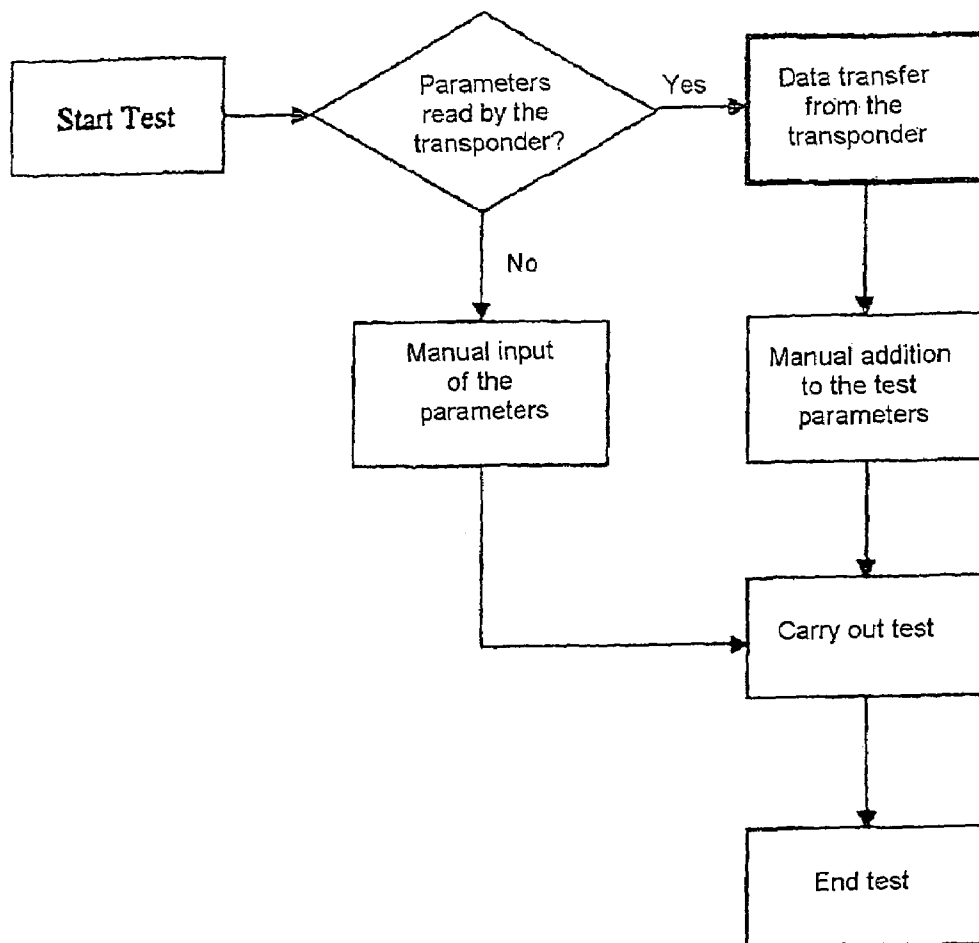 Start Test
Parameters
read by the
transponder?
Yes
Data transfer
from the
transponder
No
Manual input
of the
parameters
Manual addition
to the test
parameters
Carry out test
End test